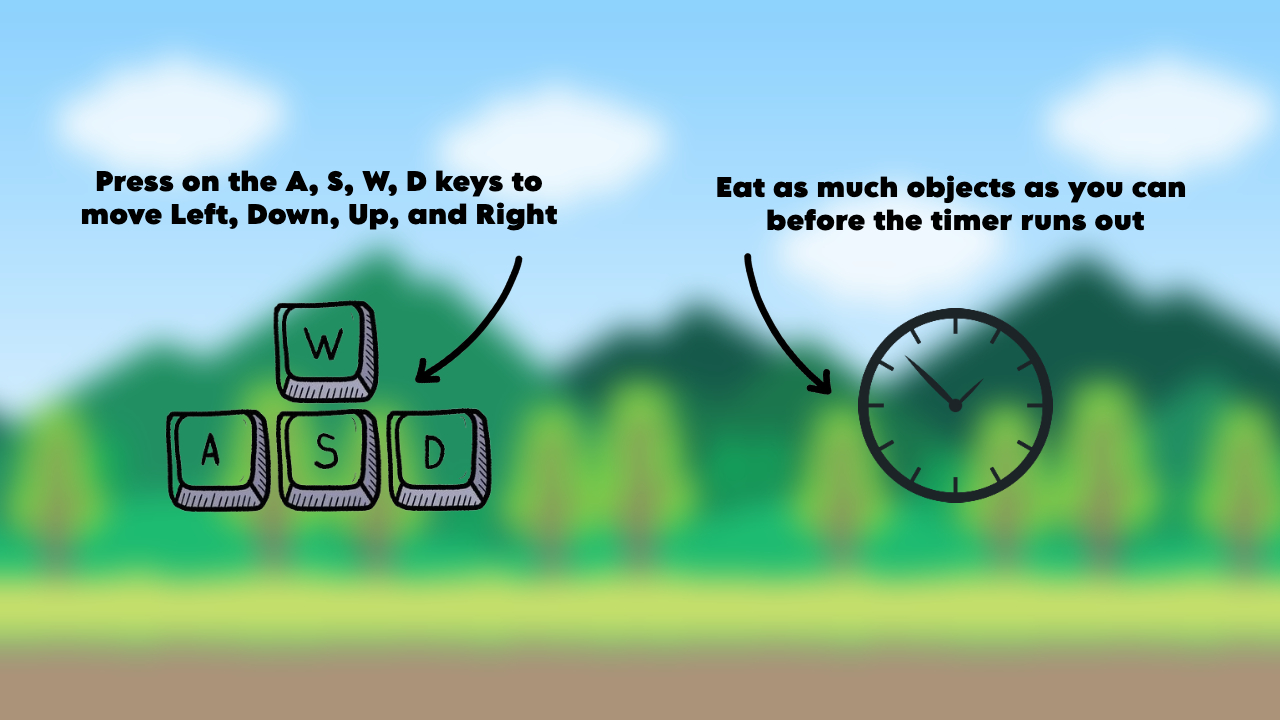 Press on the A, S, W, D keys to
move Left, Down, Up, and Right
Eat as much objects as you can
before the timer runs out
W
A S D